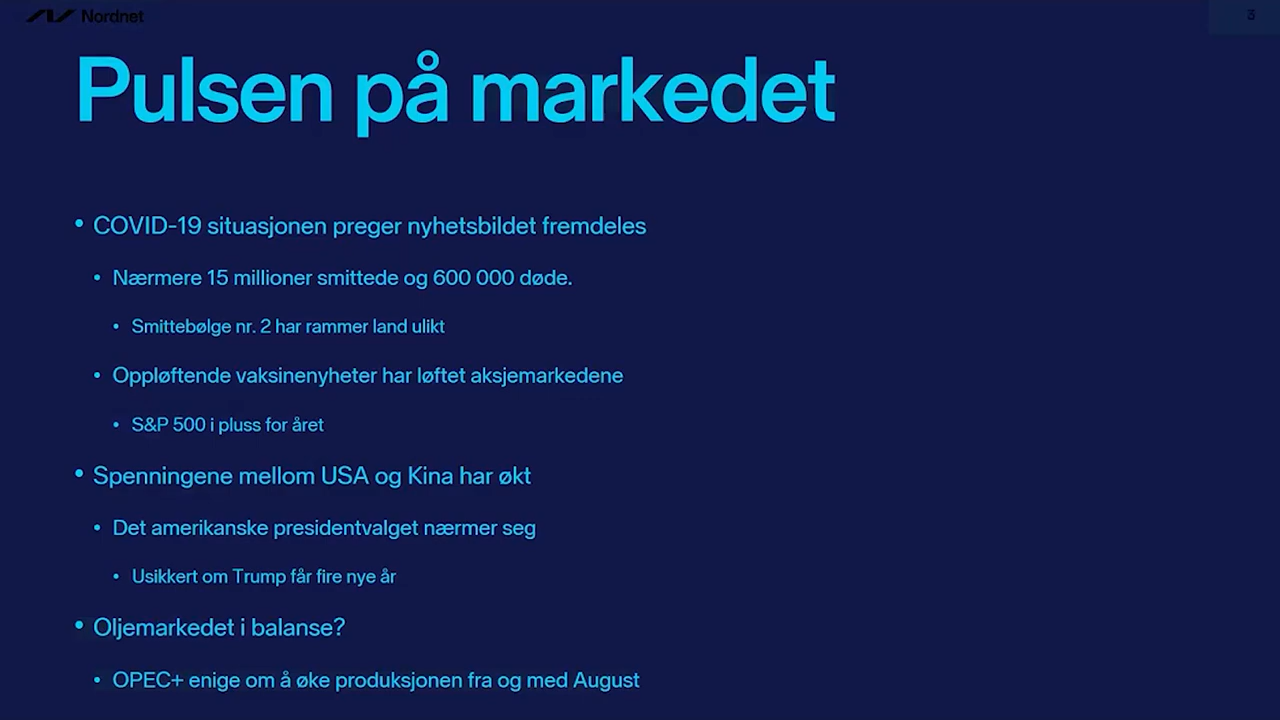 Nordnet
3
Pulsen på markedet
• COVID-19 situasjonen preger nyhetsbildet fremdeles
• Nærmere 15 millioner smittede og 600 000 døde.
• Smittebølge nr. 2 har rammer land ulikt
• Oppløftende vaksinenyheter har løftet aksjemarkedene
• S&P 500 i pluss for året
• Spenningene mellom USA og Kina har økt
• Det amerikanske presidentvalget nærmer seg
• Usikkert om Trump får fire nye år
• Oljemarkedet i balanse?
• OPEC+ enige om å øke produksjonen fra og med August